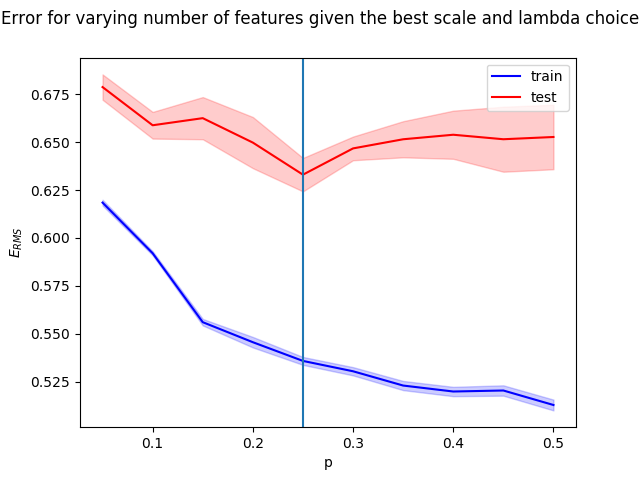 Error for varying number of features given the best scale and lambda choice
train
test
0.675
0.650
0.625
0.600
0.575
0.550
0.525
E_RMS
0.1 0.2 0.3 0.4 0.5
p